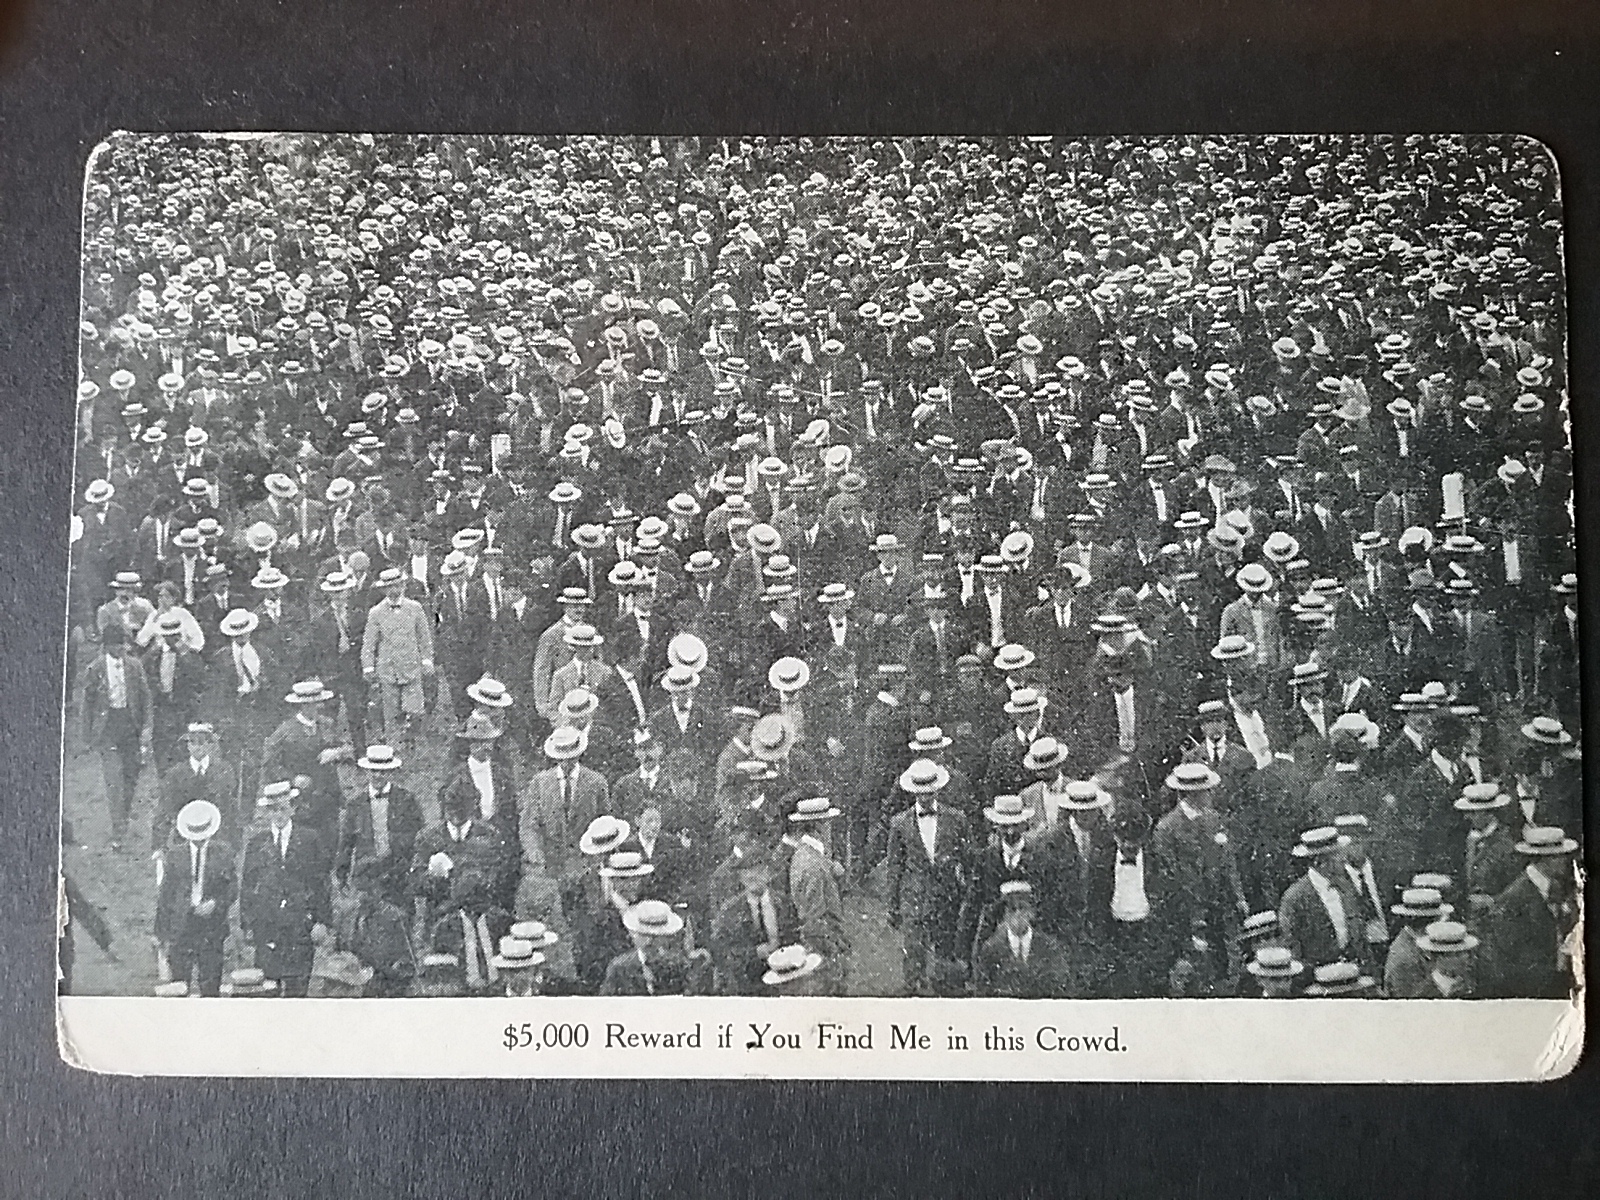 $5,000 Reward if You Find Me in this Crowd.